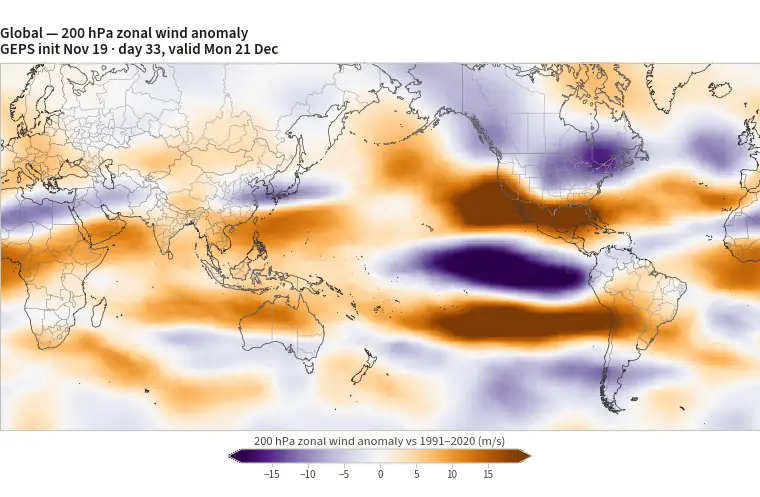 Global — 200 hPa zonal wind anomaly
GEPS init Nov 19 · day 33, valid Mon 21 Dec
200 hPa zonal wind anomaly vs 1991–2020 (m/s)
−15 −10 −5 0 5 10 15